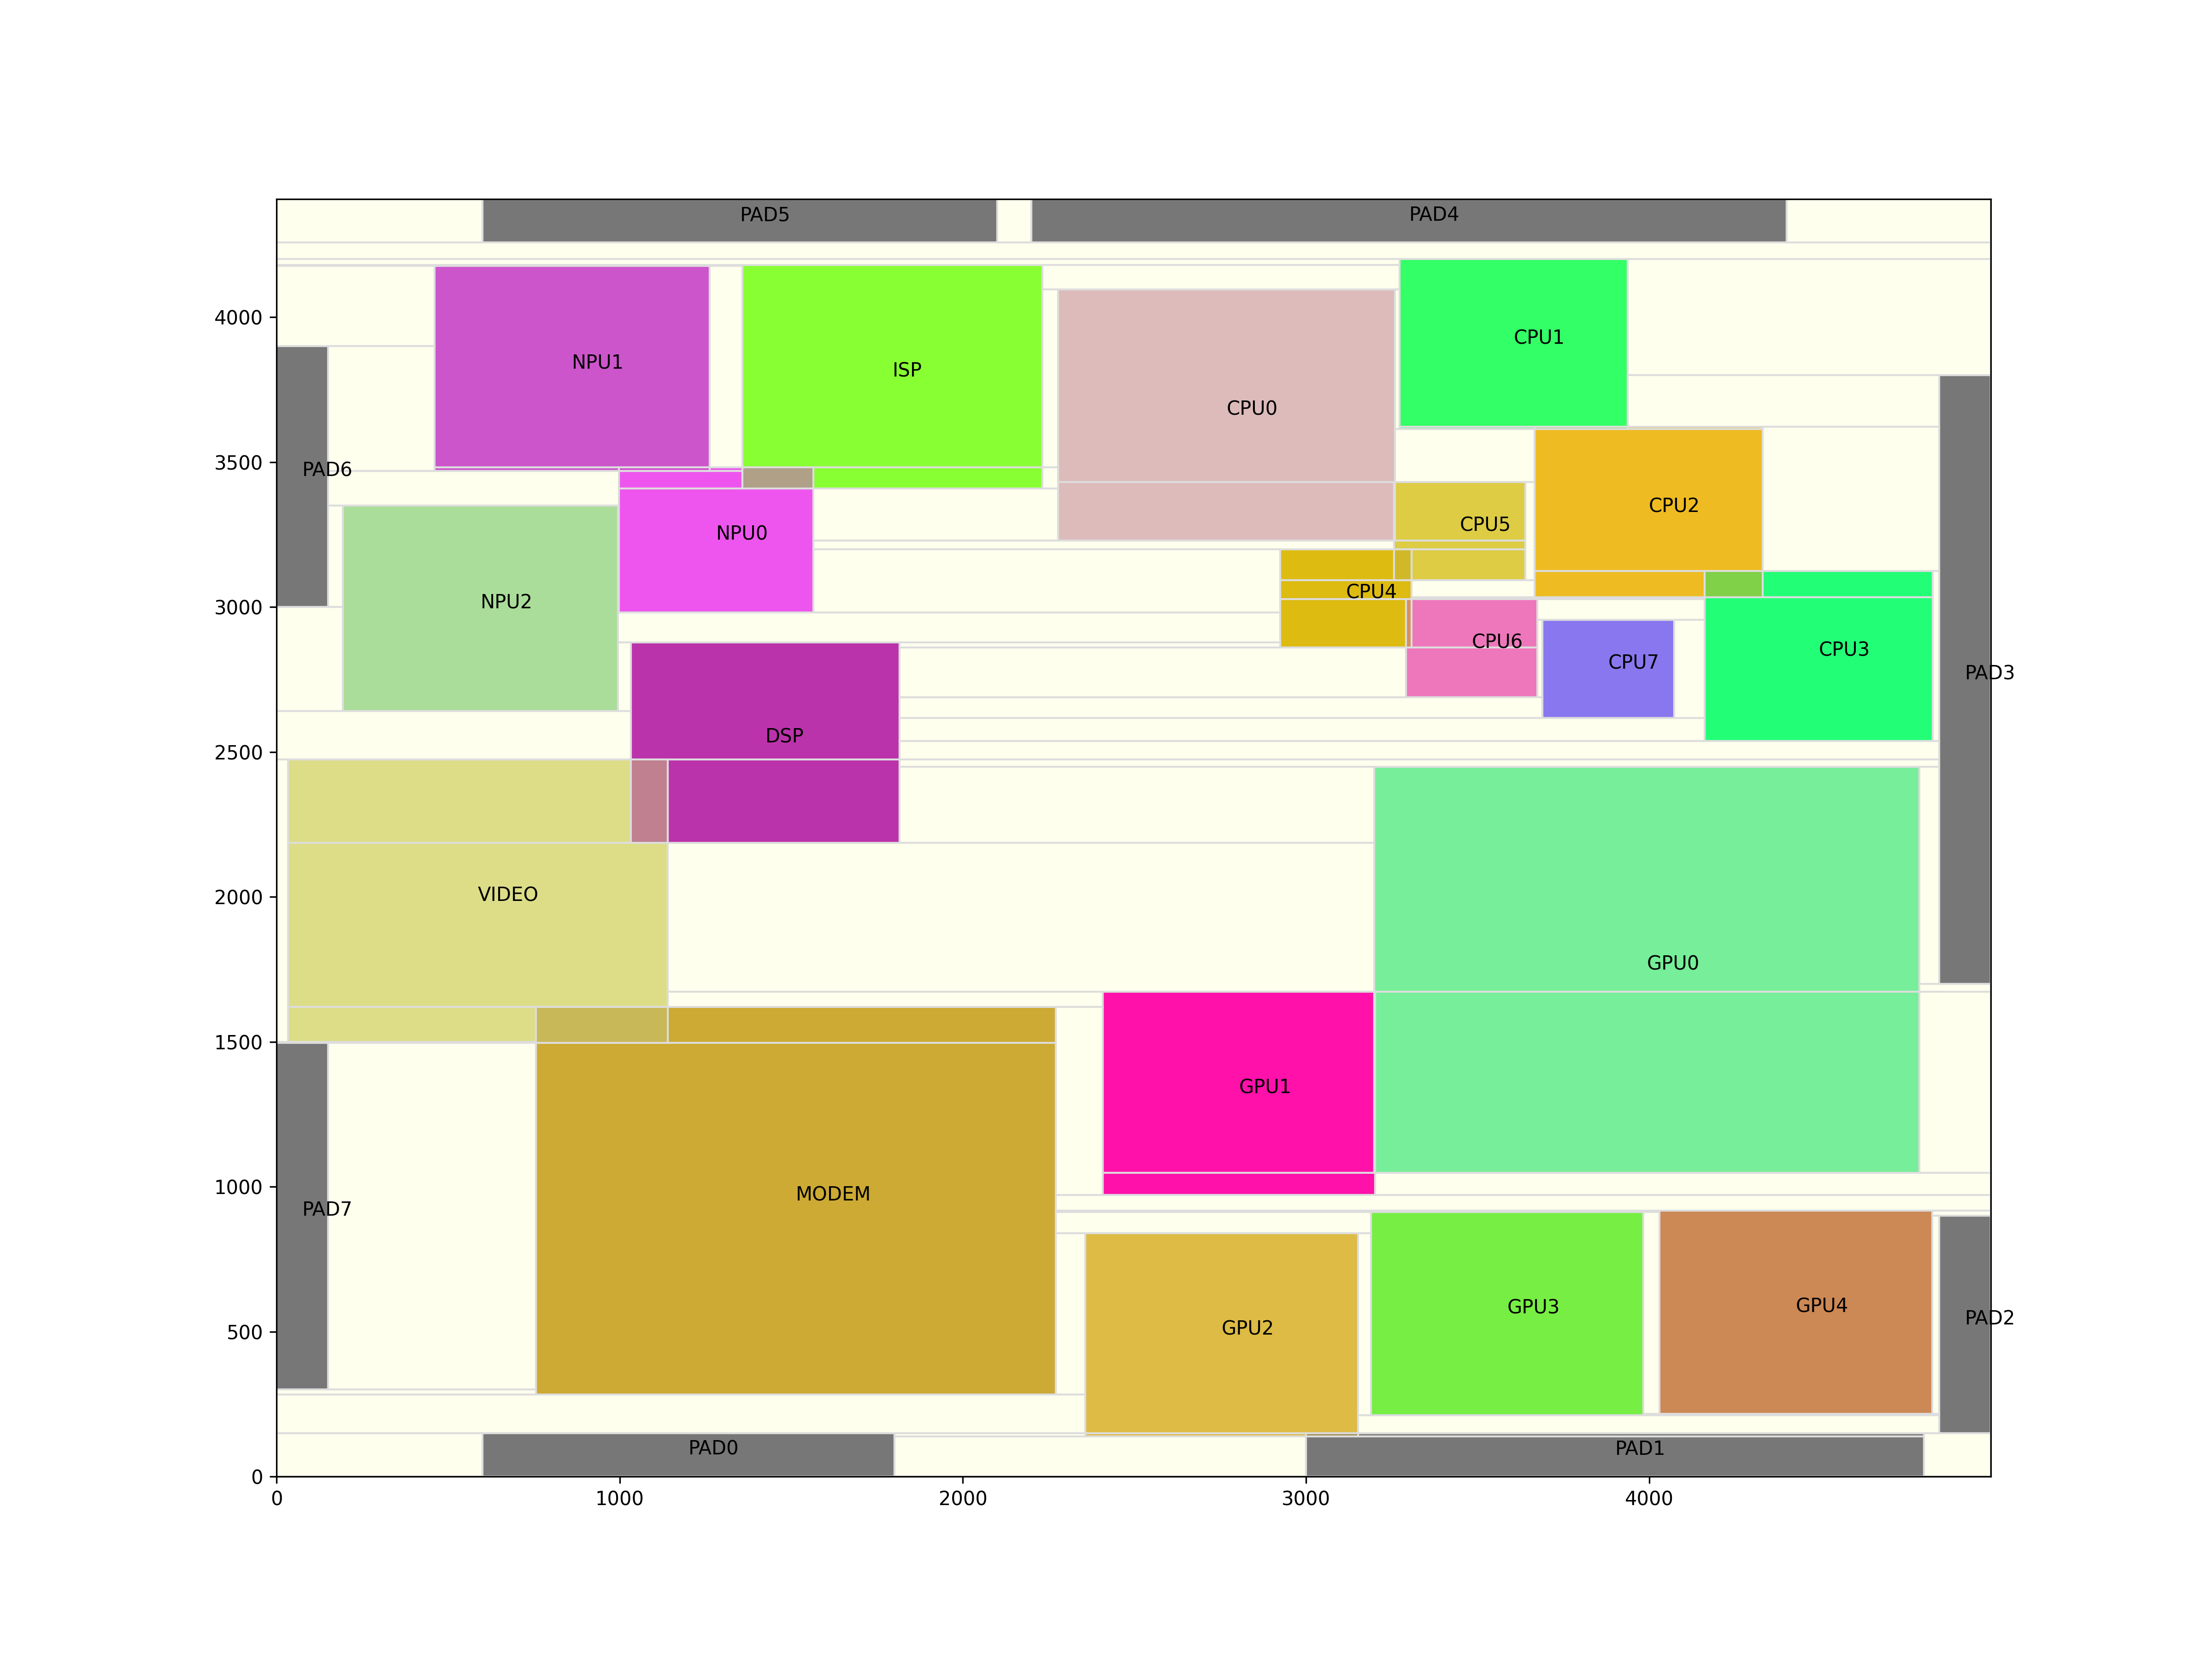 PAD5
PAD4
4000
CPU1
NPU1
ISP
CPU0
3500
PAD6
CPU2
CPU5
NPU0
CPU4
3000
NPU2
CPU6
CPU3
CPU7
PAD3
DSP
2500
2000
VIDEO
GPU0
1500
GPU1
MODEM
1000
PAD7
GPU4
GPU3
PAD2
GPU2
500
PAD0
PAD1
0
0
1000
2000
3000
4000